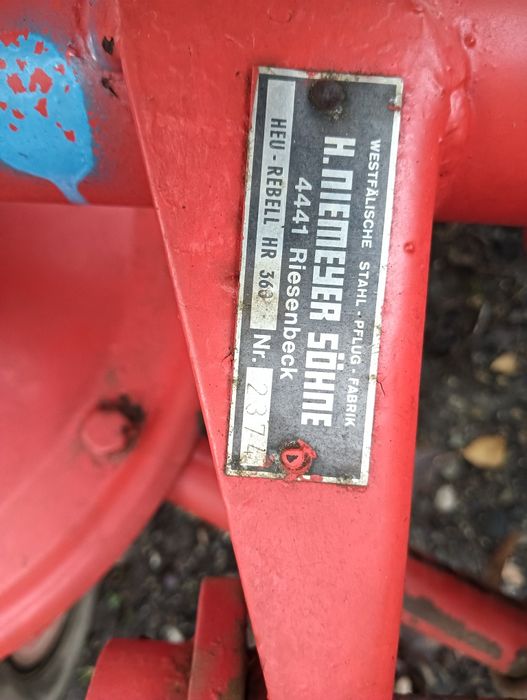 WESTFÄLISCHE STAHL - PFLUG - FABRIK
H. NIEMEYER SÖHNE
4441 Riesenbeck
HEU - REBELL HR 360 Nr. 2374